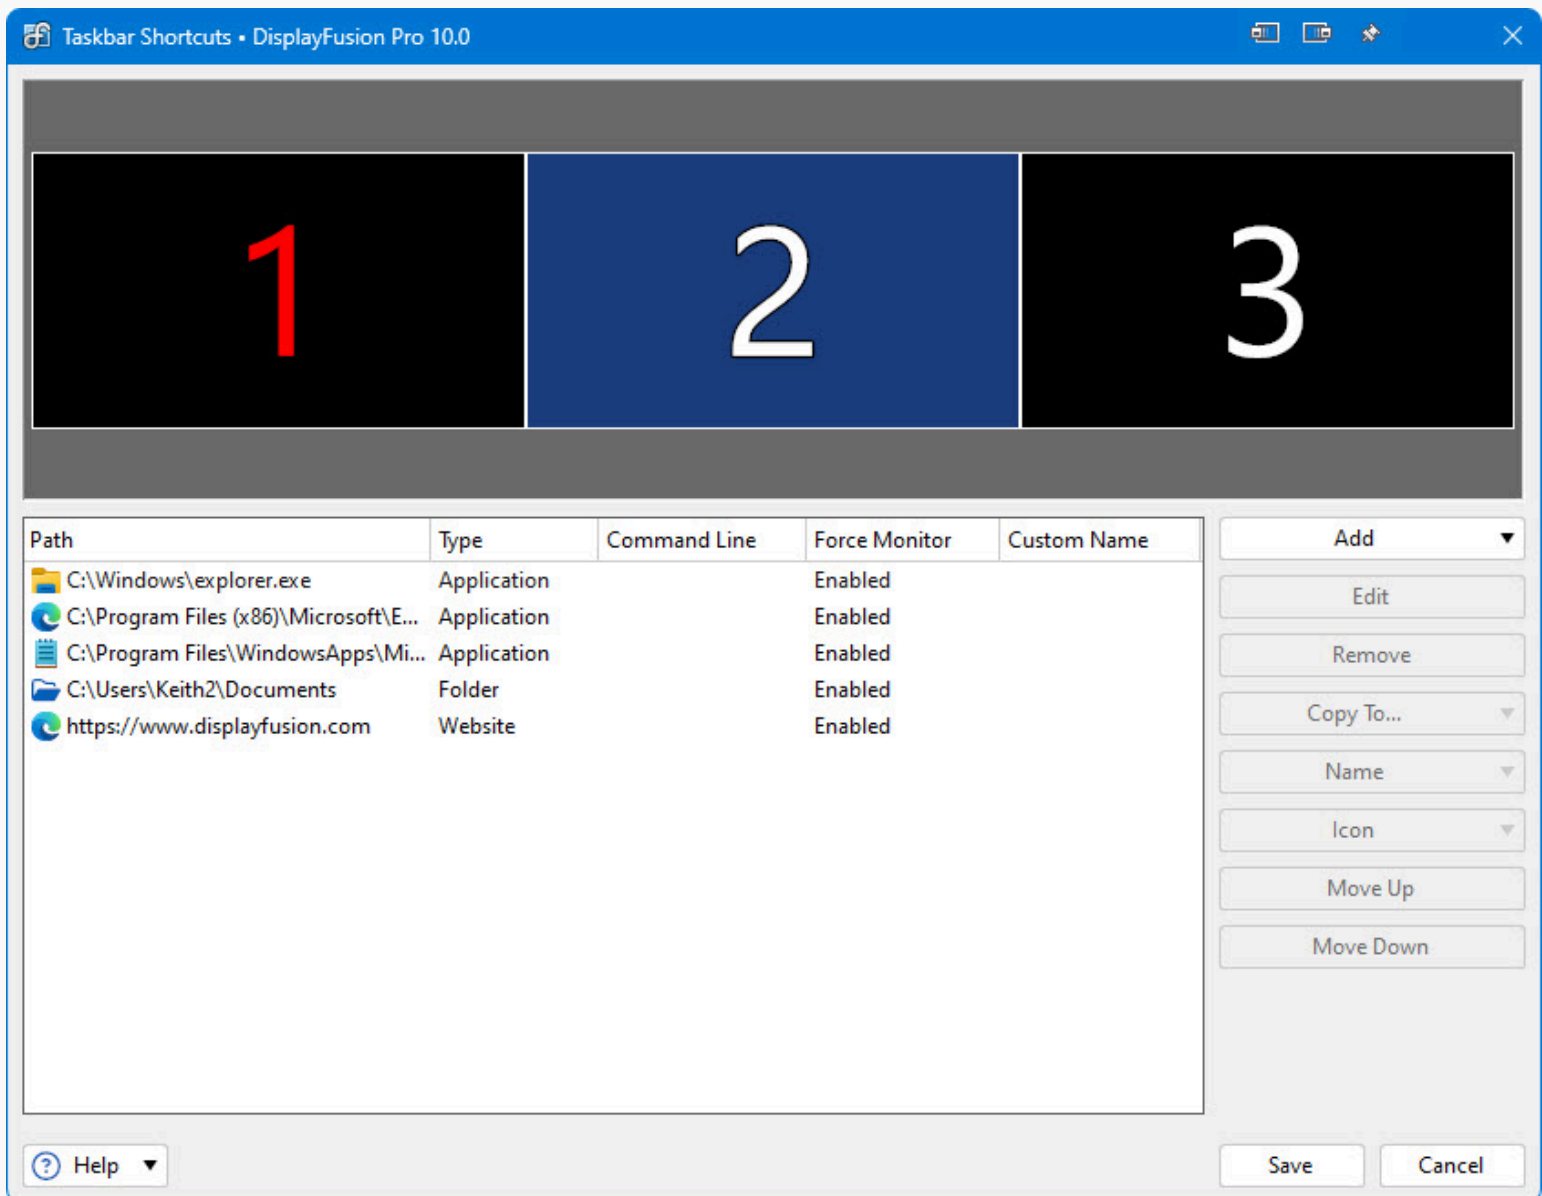 Taskbar Shortcuts • DisplayFusion Pro 10.0
1 2 3
Path Type Command Line Force Monitor Custom Name
C:\Windows\explorer.exe Application Enabled
C:\Program Files (x86)\Microsoft\E... Application Enabled
C:\Program Files\WindowsApps\Mi... Application Enabled
C:\Users\Keith2\Documents Folder Enabled
https://www.displayfusion.com Website Enabled
Add
Edit
Remove
Copy To...
Name
Icon
Move Up
Move Down
? Help Save Cancel